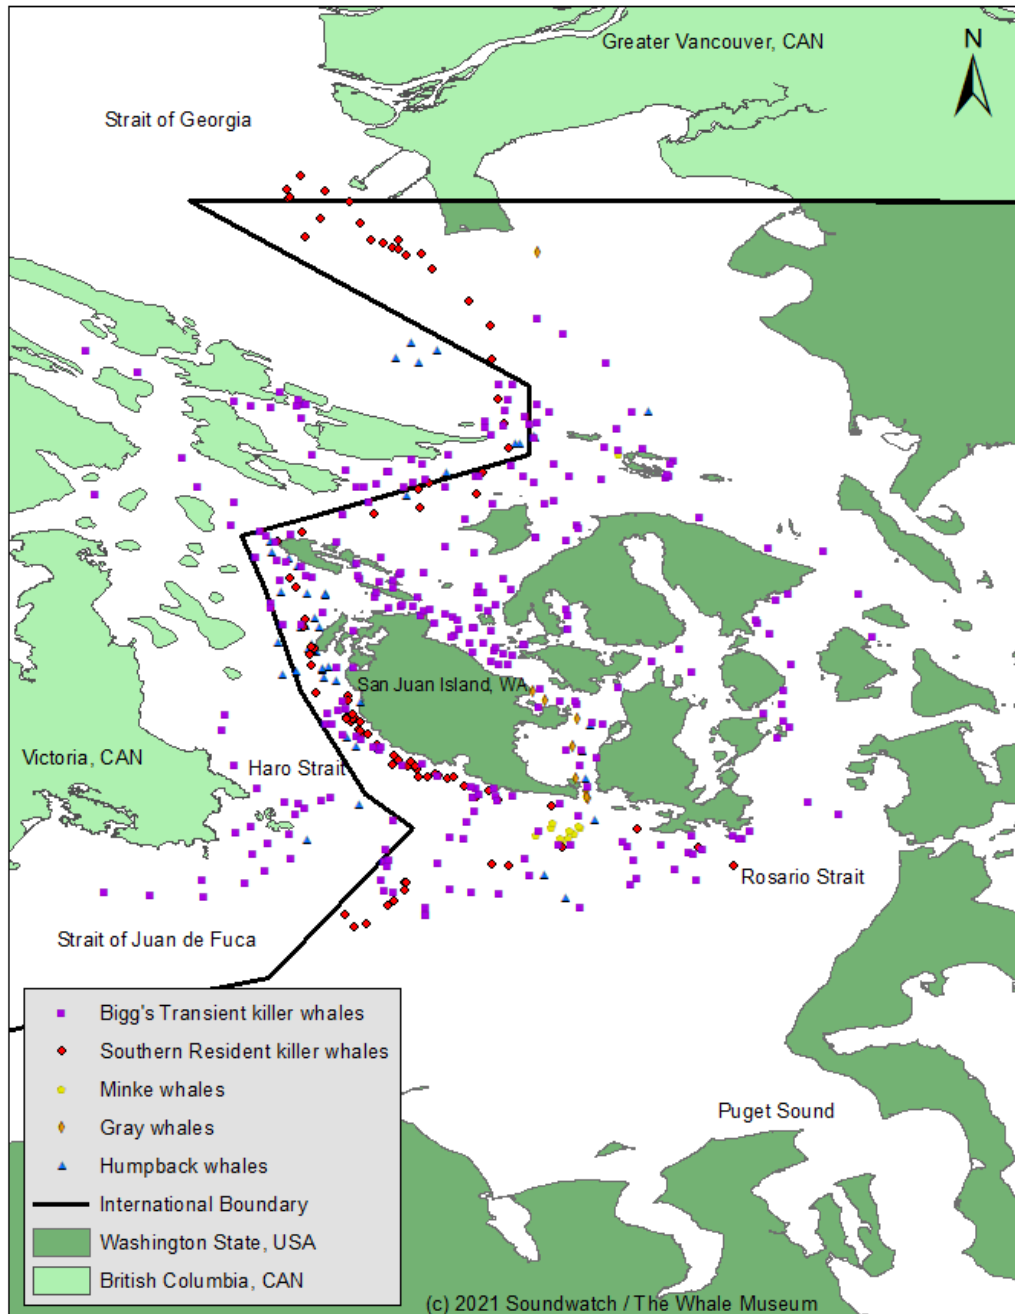 Greater Vancouver, CAN
N
Strait of Georgia
San Juan Island, WA
Victoria, CAN
Haro Strait
Rosario Strait
Strait of Juan de Fuca
Bigg's Transient killer whales
Southern Resident killer whales
Minke whales
Gray whales
Humpback whales
International Boundary
Washington State, USA
British Columbia, CAN
Puget Sound
(c) 2021 Soundwatch / The Whale Museum